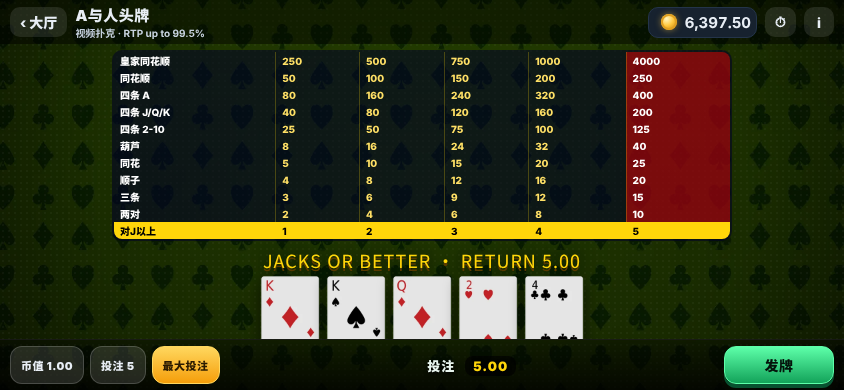 ‹ 大厅
A与人头牌
视频扑克 · RTP up to 99.5%
6,397.50
i
皇家同花顺 250 500 750 1000 4000
同花顺 50 100 150 200 250
四条 A 80 160 240 320 400
四条 J/Q/K 40 80 120 160 200
四条 2-10 25 50 75 100 125
葫芦 8 16 24 32 40
同花 5 10 15 20 25
顺子 4 8 12 16 20
三条 3 6 9 12 15
两对 2 4 6 8 10
对J以上 1 2 3 4 5
JACKS OR BETTER • RETURN 5.00
K K Q 2 4
币值 1.00
投注 5
最大投注
投注 5.00
发牌